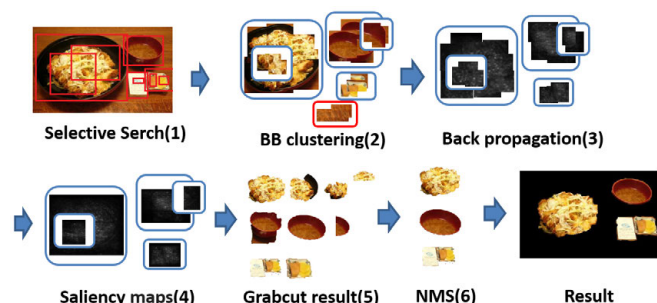 Selective Serch(1)
BB clustering(2)
Back propagation(3)
Saliency maps(4)
Grabcut result(5)
NMS(6)
Result